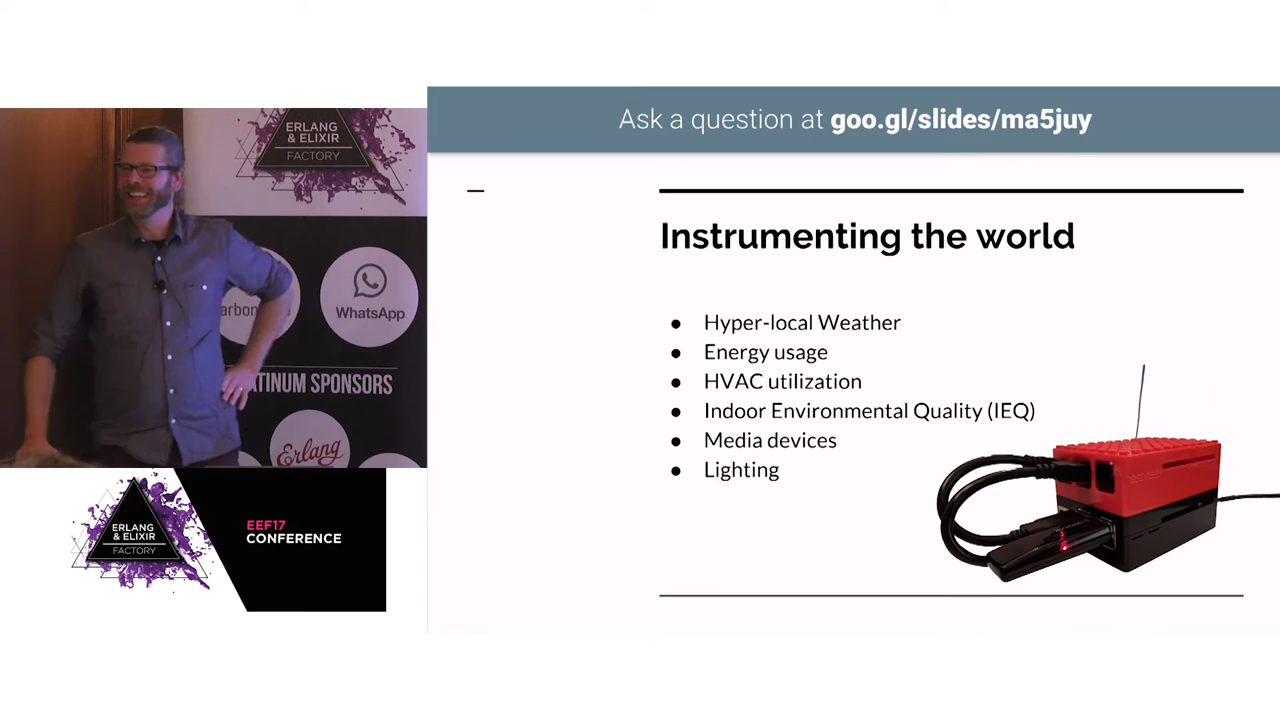 Ask a question at goo.gl/slides/ma5juy
ERLANG
& ELIXIR
FACTORY
WhatsApp
TINUM SPONSORS
Erlang
Instrumenting the world
● Hyper-local Weather
● Energy usage
● HVAC utilization
● Indoor Environmental Quality (IEQ)
● Media devices
● Lighting
ERLANG
& ELIXIR
FACTORY
EEF17
CONFERENCE